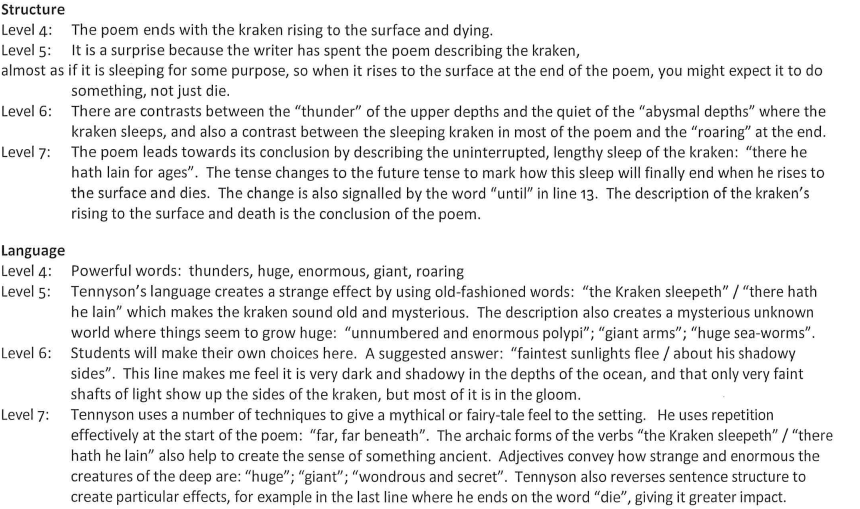 Structure
Level 4: The poem ends with the kraken rising to the surface and dying.
Level 5: It is a surprise because the writer has spent the poem describing the kraken,
almost as if it is sleeping for some purpose, so when it rises to the surface at the end of the poem, you might expect it to do
something, not just die.
Level 6: There are contrasts between the “thunder” of the upper depths and the quiet of the “abysmal depths” where the
kraken sleeps, and also a contrast between the sleeping kraken in most of the poem and the “roaring” at the end.
Level 7: The poem leads towards its conclusion by describing the uninterrupted, lengthy sleep of the kraken: “there he
hath lain for ages”. The tense changes to the future tense to mark how this sleep will finally end when he rises to
the surface and dies. The change is also signalled by the word “until” in line 13. The description of the kraken’s
rising to the surface and death is the conclusion of the poem.
Language
Level 4: Powerful words: thunders, huge, enormous, giant, roaring
Level 5: Tennyson’s language creates a strange effect by using old-fashioned words: “the Kraken sleepeth” / “there hath
he lain” which makes the kraken sound old and mysterious. The description also creates a mysterious unknown
world where things seem to grow huge: “unnumbered and enormous polypi”; “giant arms”; “huge sea-worms”.
Level 6: Students will make their own choices here. A suggested answer: “faintest sunlights flee / about his shadowy
sides”. This line makes me feel it is very dark and shadowy in the depths of the ocean, and that only very faint
shafts of light show up the sides of the kraken, but most of it is in the gloom.
Level 7: Tennyson uses a number of techniques to give a mythical or fairy-tale feel to the setting. He uses repetition
effectively at the start of the poem: “far, far beneath”. The archaic forms of the verbs “the Kraken sleepeth” / “there
hath he lain” also help to create the sense of something ancient. Adjectives convey how strange and enormous the
creatures of the deep are: “huge”; “giant”; “wondrous and secret”. Tennyson also reverses sentence structure to
create particular effects, for example in the last line where he ends on the word “die”, giving it greater impact.